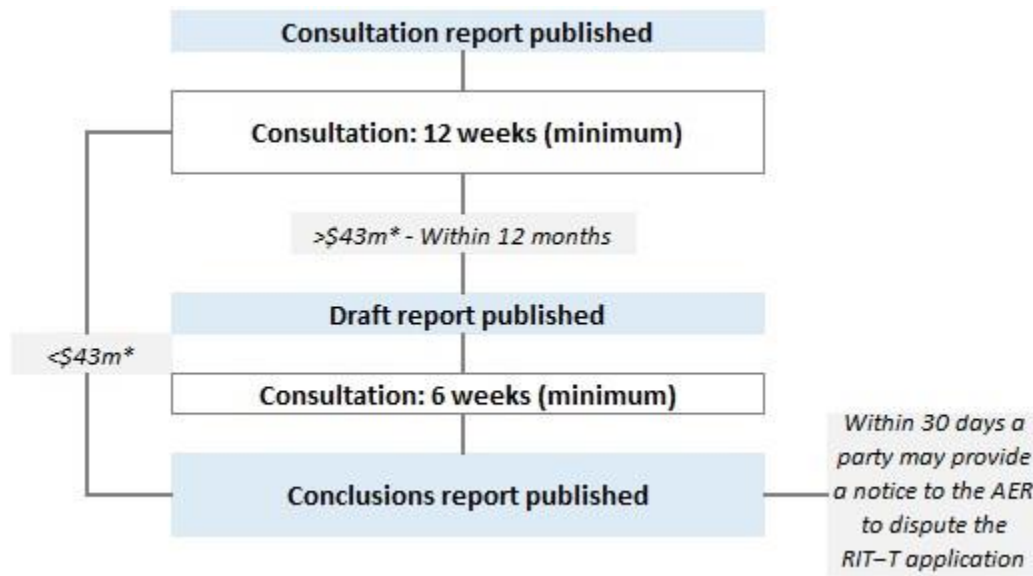 Consultation report published
Consultation: 12 weeks (minimum)
>$43m* - Within 12 months
Draft report published
<$43m*
Consultation: 6 weeks (minimum)
Conclusions report published
Within 30 days a
party may provide
a notice to the AER
to dispute the
RIT–T application